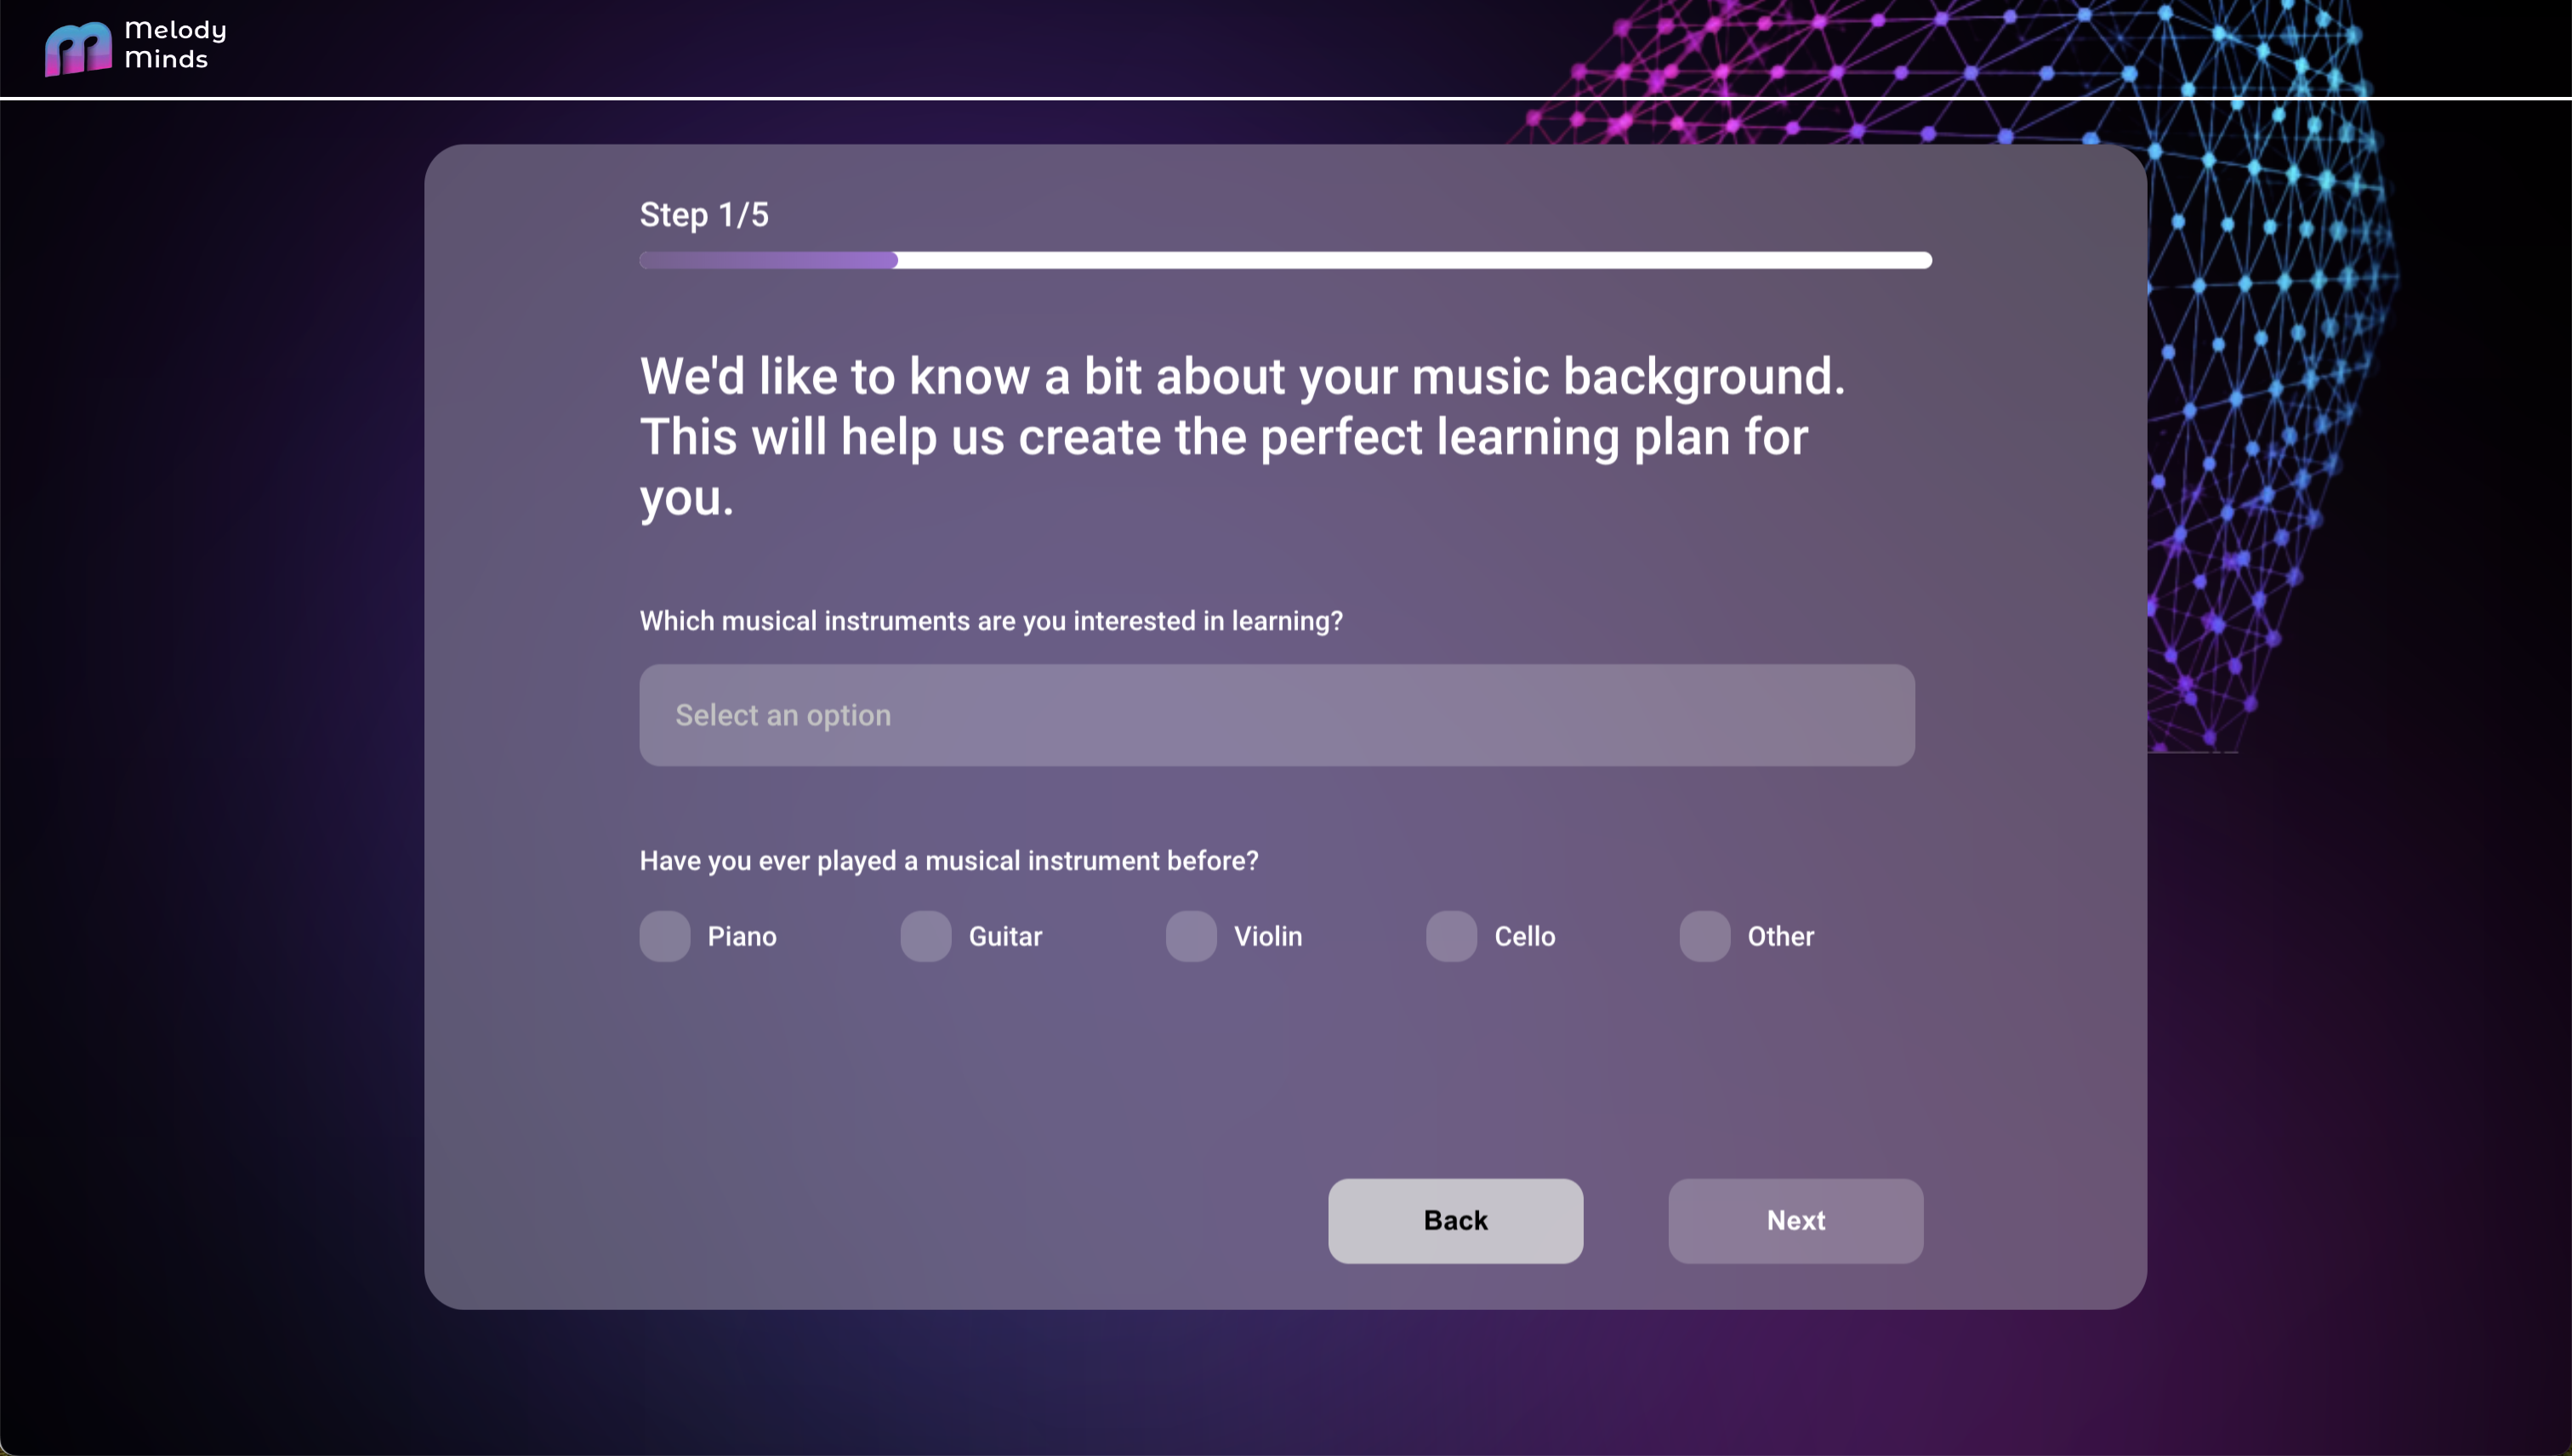 Melody
Minds
Step 1/5
We'd like to know a bit about your music background.
This will help us create the perfect learning plan for
you.
Which musical instruments are you interested in learning?
Select an option
Have you ever played a musical instrument before?
Piano Guitar Violin Cello Other
Back Next